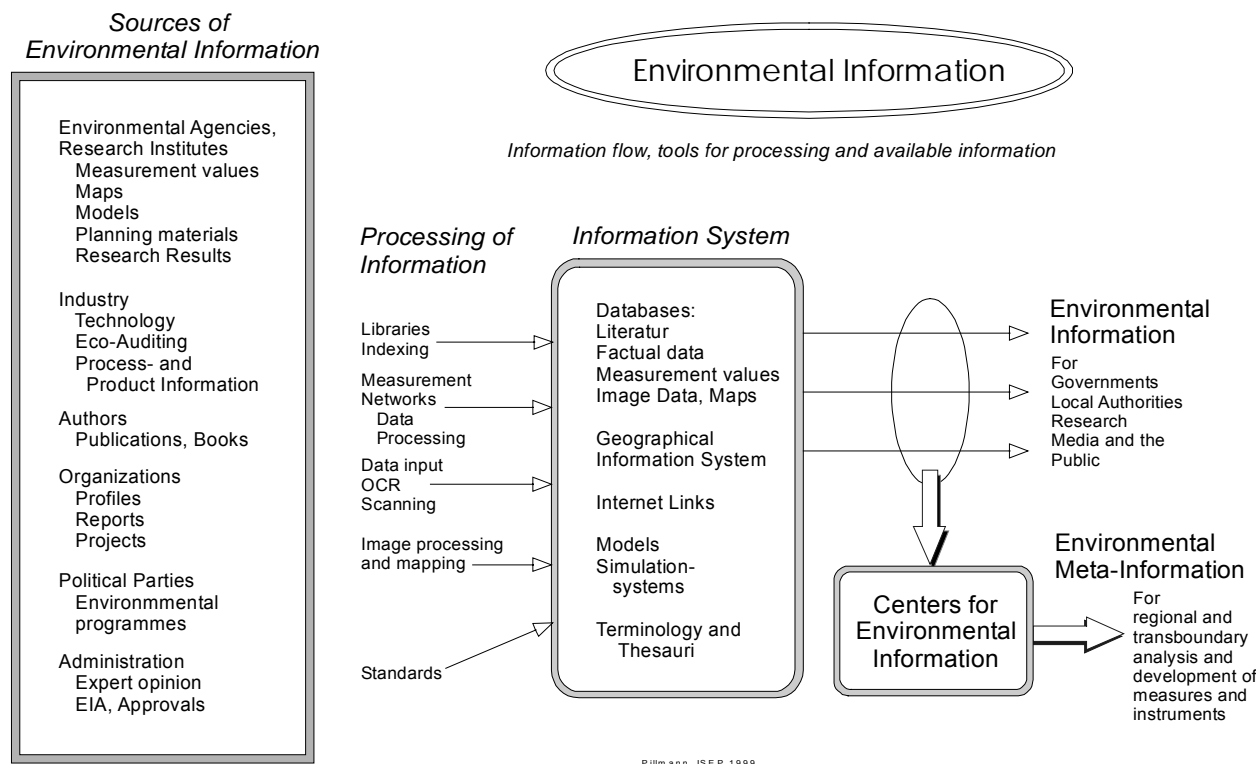 Sources of
Environmental Information
Environmental Agencies,
Research Institutes
Measurement values
Maps
Models
Planning materials
Research Results
Industry
Technology
Eco-Auditing
Process- and
Product Information
Authors
Publications, Books
Organizations
Profiles
Reports
Projects
Political Parties
Environmmental
programmes
Administration
Expert opinion
EIA, Approvals
Environmental Information
Information flow, tools for processing and available information
Processing of
Information
Libraries
Indexing
Measurement
Networks
Data
Processing
Data input
OCR
Scanning
Image processing
and mapping
Standards
Information System
Databases:
Literatur
Factual data
Measurement values
Image Data, Maps
Geographical
Information System
Internet Links
Models
Simulation-
systems
Terminology and
Thesauri
Environmental
Information
For
Governments
Local Authorities
Research
Media and the
Public
Centers for
Environmental
Information
Environmental
Meta-Information
For
regional and
transboundary
analysis and
development of
measures and
instruments
Pillmann, ISEP 1999